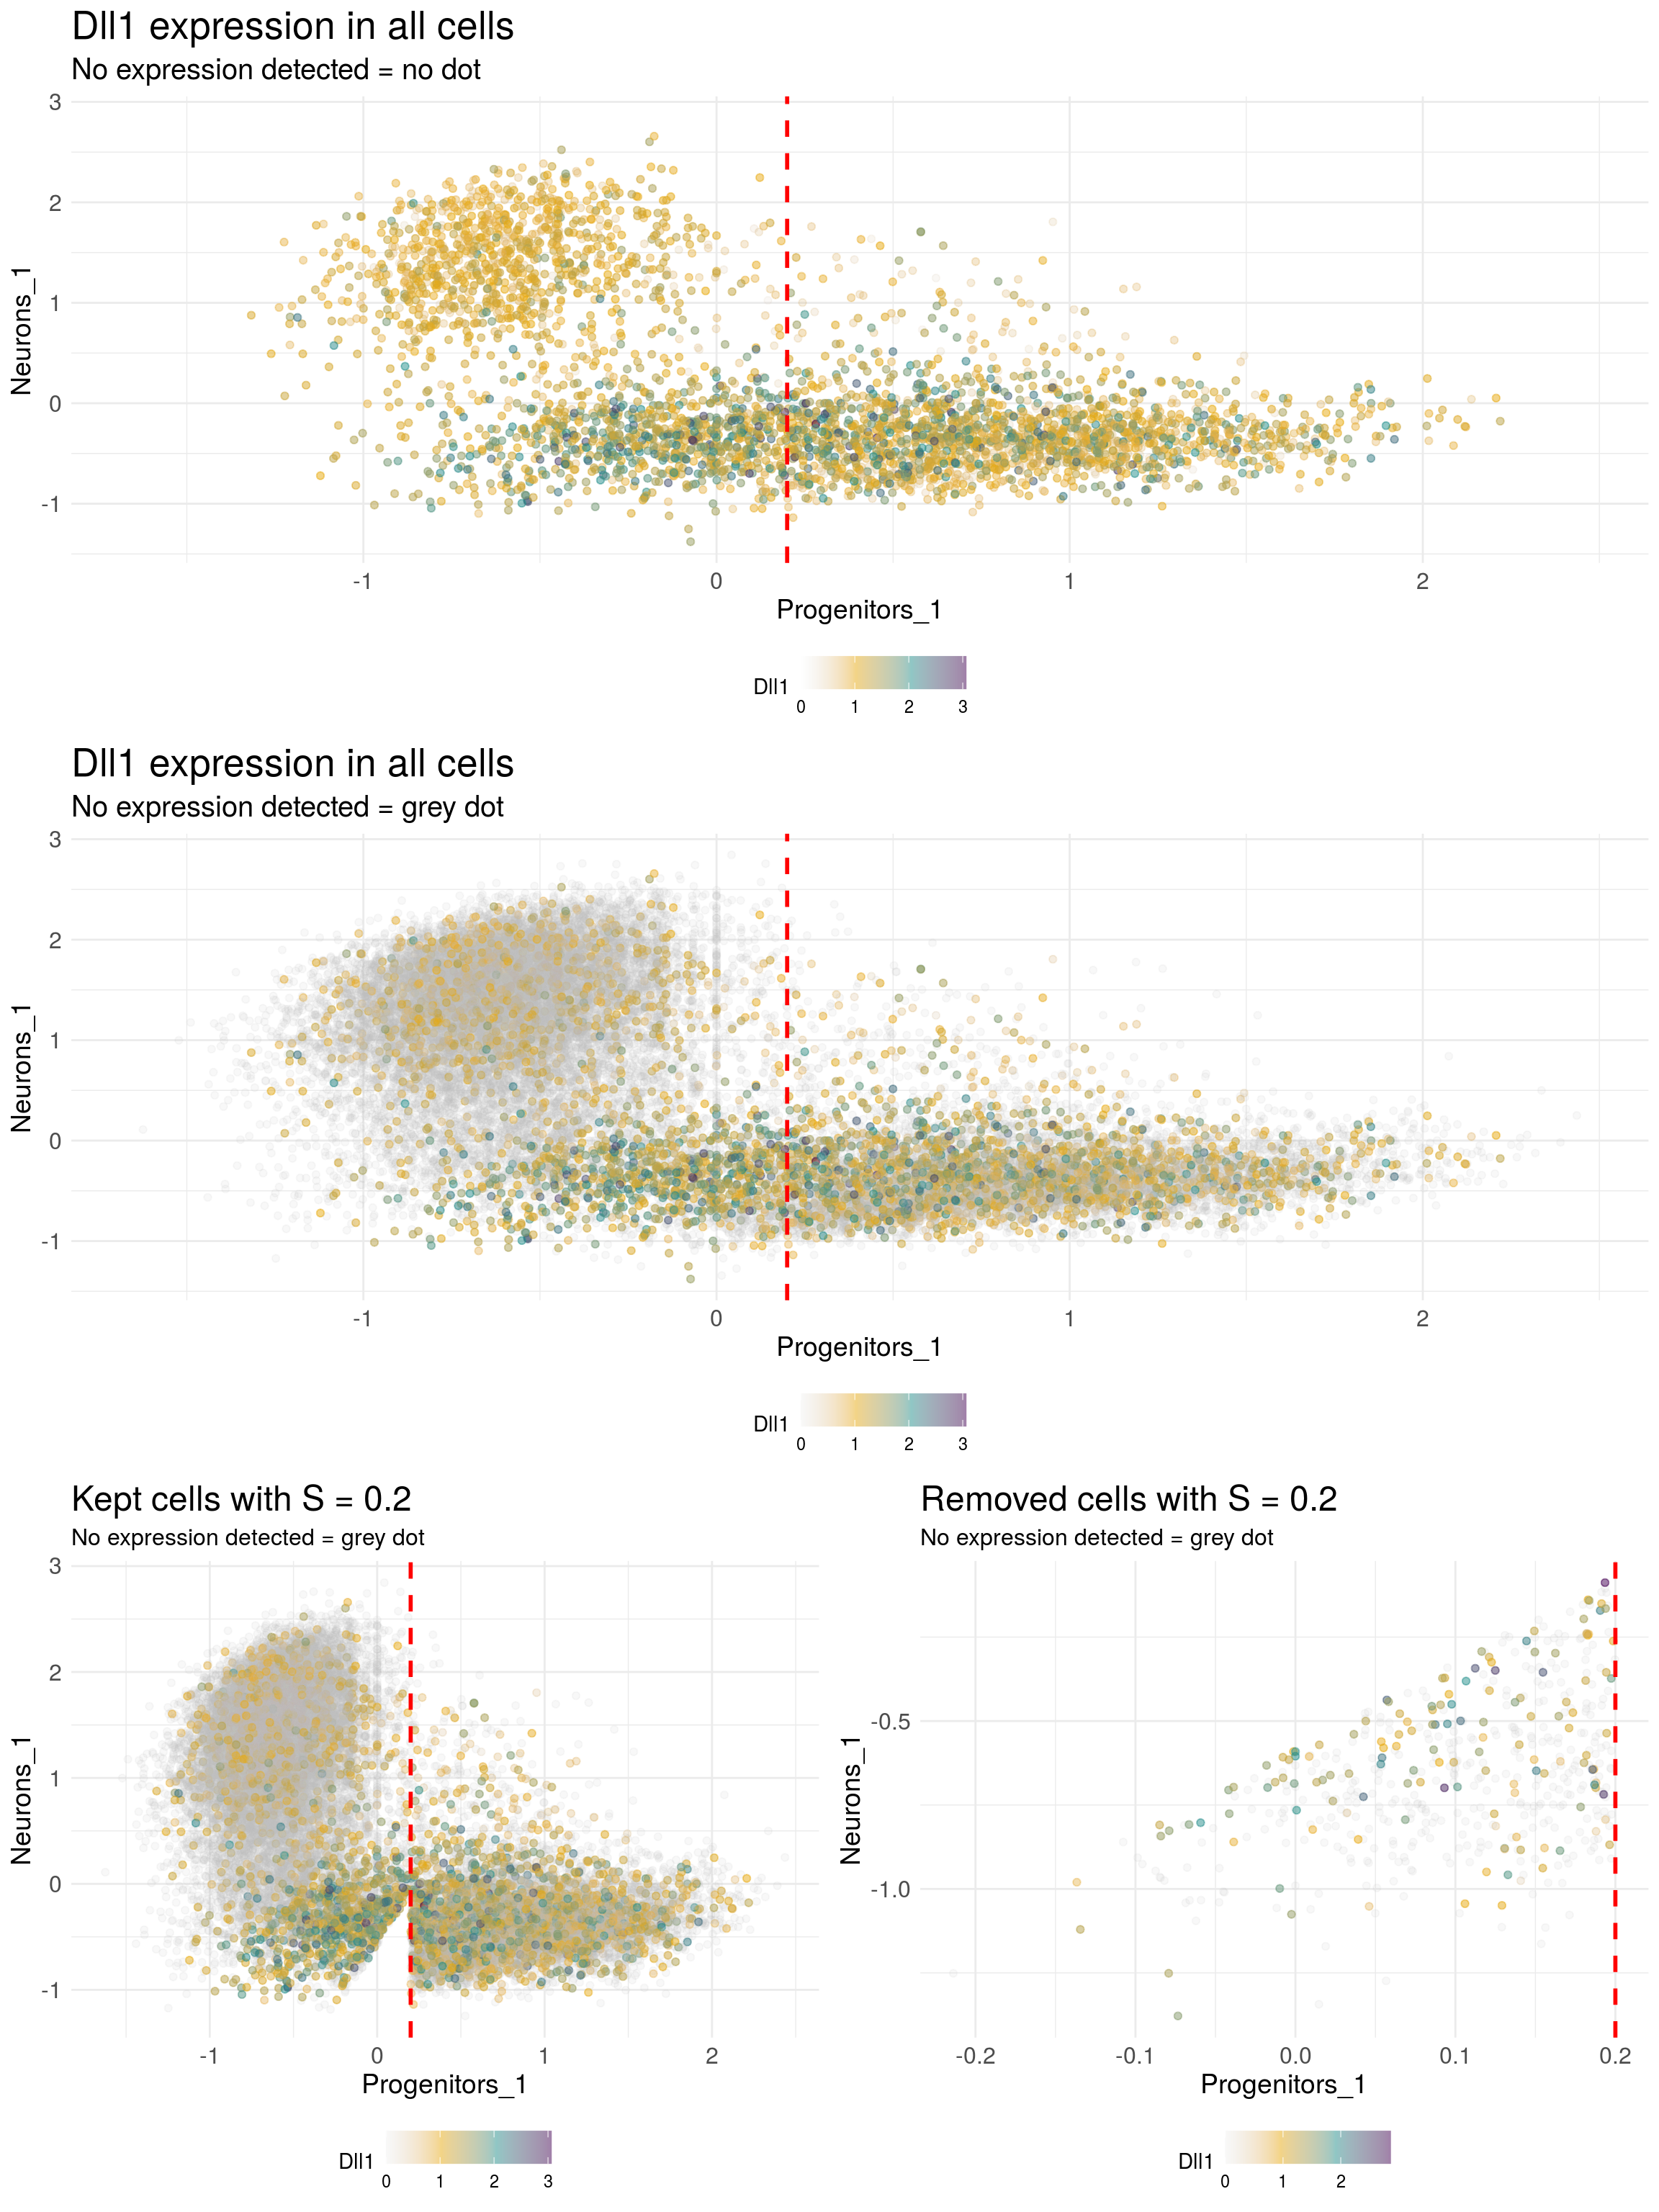 Dll1 expression in all cells
No expression detected = no dot
3
2
1
0
-1
Neurons_1
-1 0 1 2
Progenitors_1
Dll1
0 1 2 3
Dll1 expression in all cells
No expression detected = grey dot
3
2
1
0
-1
Neurons_1
-1 0 1 2
Progenitors_1
Dll1
0 1 2 3
Kept cells with S = 0.2
No expression detected = grey dot
3
2
1
0
-1
Neurons_1
-1 0 1 2
Progenitors_1
Dll1
0 1 2 3
Removed cells with S = 0.2
No expression detected = grey dot
-0.5
-1.0
Neurons_1
-0.2 -0.1 0.0 0.1 0.2
Progenitors_1
Dll1
0 1 2